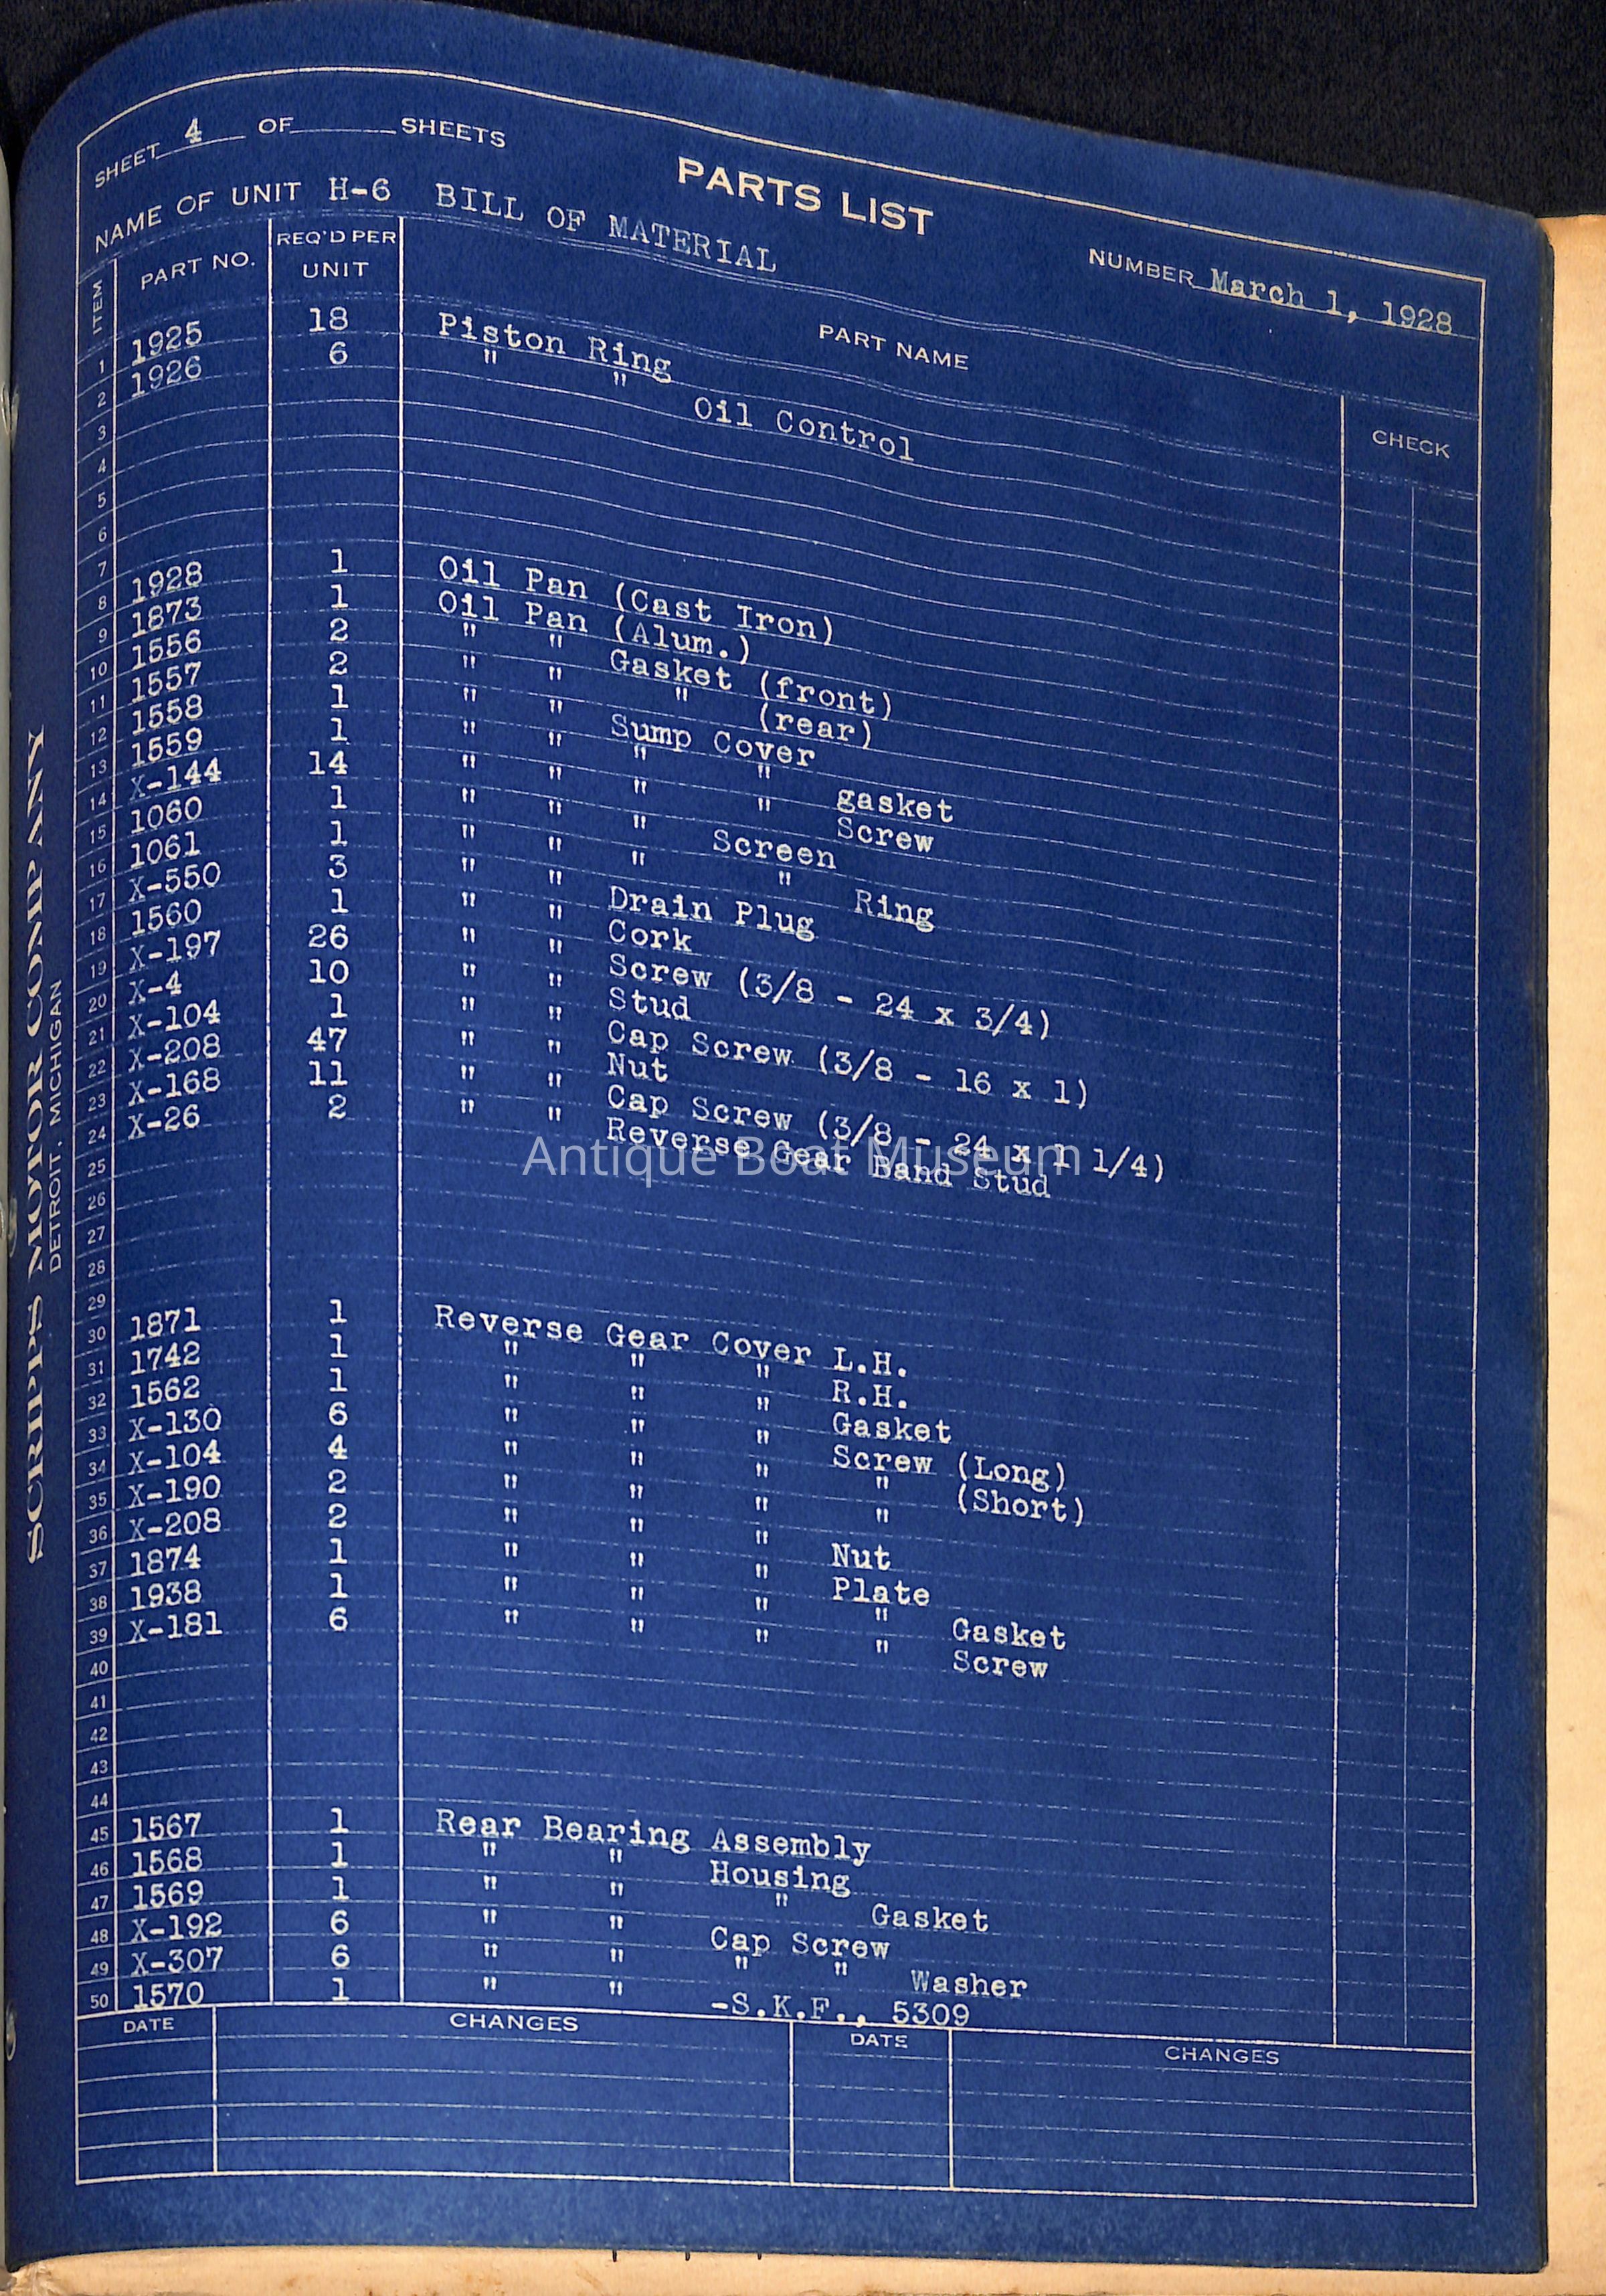 SHEET 4 OF SHEETS
PARTS LIST
NAME OF UNIT H-6 BILL OF MATERIAL
NUMBER March 1, 1928
ITEM PART NO. REQ'D PER UNIT PART NAME CHECK
1 1925 18 Piston Ring
2 1926 6 " " Oil Control
3
4
5
6
7
8 1928 1 Oil Pan (Cast Iron)
9 1873 1 Oil Pan (Alum.)
10 1556 2 " " Gasket (front)
11 1557 2 " " " (rear)
12 1558 1 " " Sump Cover
13 1559 1 " " " " gasket
14 X-144 14 " " " " Screw
15 1060 1 " " " Screen
16 1061 1 " " " " Ring
17 X-550 3 " " Drain Plug
18 1560 1 " " Cork
19 X-197 26 " " Screw (3/8 - 24 x 3/4)
20 X-4 10 " " Stud
21 X-104 1 " " Cap Screw (3/8 - 16 x 1)
22 X-208 47 " " Nut
23 X-168 11 " " Cap Screw (3/8 - 24 x 1 1/4)
24 X-26 2 " " Reverse Gear Band Stud
25
26
27
28
29
30 1871 1 Reverse Gear Cover L.H.
31 1742 1 " " " R.H.
32 1562 1 " " " Gasket
33 X-130 6 " " " Screw (Long)
34 X-104 4 " " " " (Short)
35 X-190 2 " " " "
36 X-208 2 " " " Nut
37 1874 1 " " " Plate
38 1938 1 " " " " Gasket
39 X-181 6 " " " " Screw
40
41
42
43
44
45 1567 1 Rear Bearing Assembly
46 1568 1 " " Housing
47 1569 1 " " " Gasket
48 X-192 6 " " Cap Screw
49 X-307 6 " " " " Washer
50 1570 1 " " -S.K.F., 5309
DATE CHANGES DATE CHANGES
SCRIPPS MOTOR COMPANY
DETROIT, MICHIGAN
Antique Boat Museum